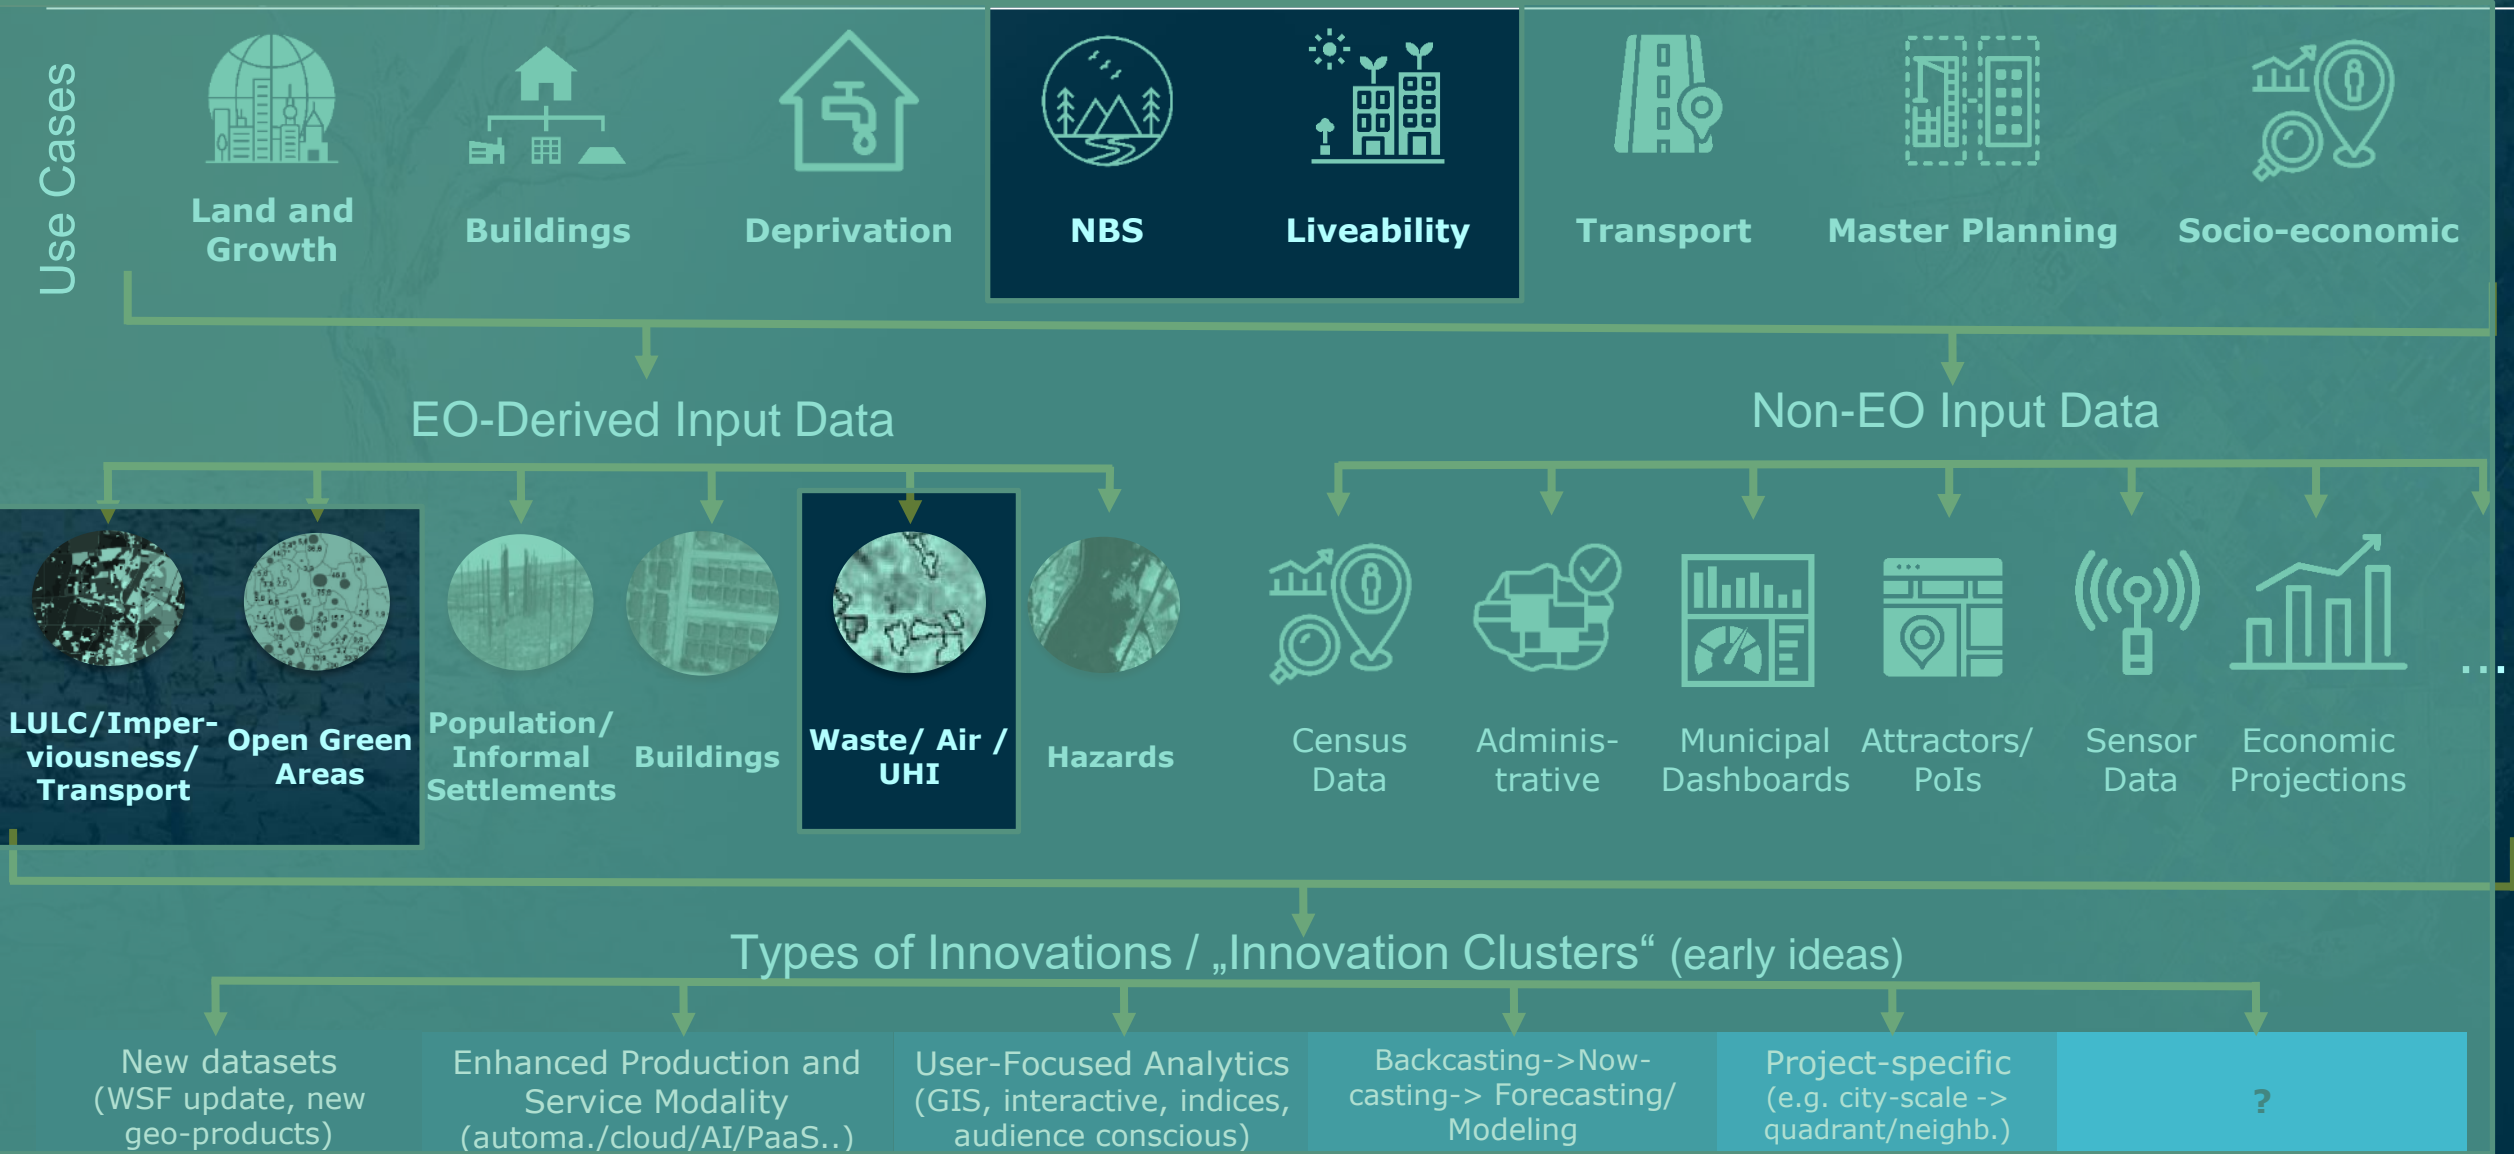 Use Cases
Land and
Growth
Buildings
Deprivation
NBS
Liveability
Transport
Master Planning
Socio-economic
EO-Derived Input Data
Non-EO Input Data
LULC/Imper-
viousness/
Transport
Open Green
Areas
Population/
Informal
Settlements
Buildings
Waste/ Air /
UHI
Hazards
Census
Data
Adminis-
trative
Municipal
Dashboards
Attractors/
PoIs
Sensor
Data
Economic
Projections
...
Types of Innovations / „Innovation Clusters“ (early ideas)
New datasets
(WSF update, new
geo-products)
Enhanced Production and
Service Modality
(automa./cloud/AI/PaaS..)
User-Focused Analytics
(GIS, interactive, indices,
audience conscious)
Backcasting->Now-
casting-> Forecasting/
Modeling
Project-specific
(e.g. city-scale ->
quadrant/neighb.)
?